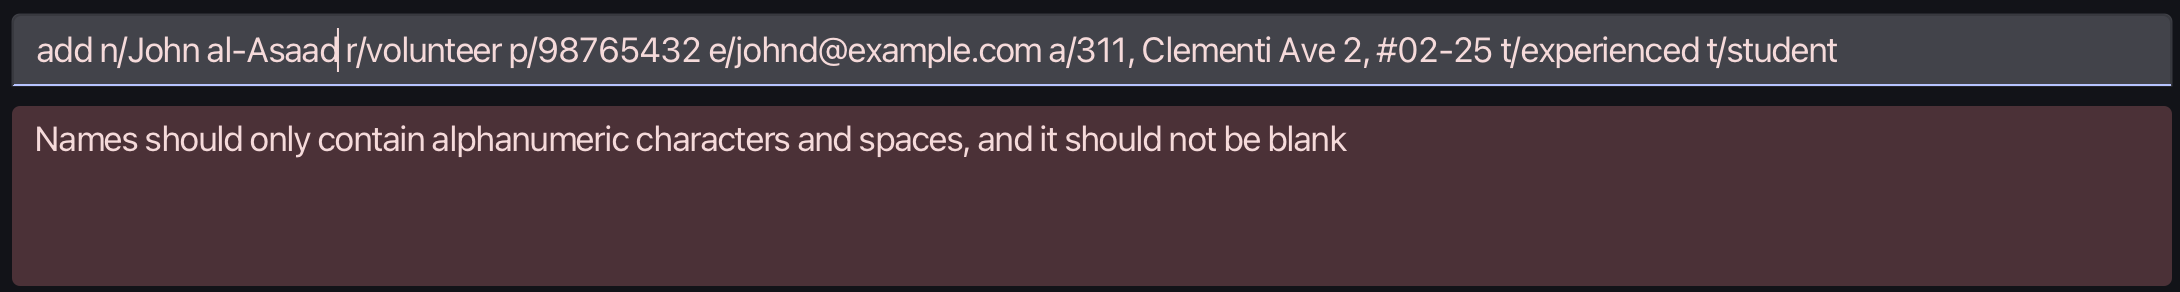 add n/John al-Asaad r/volunteer p/98765432 e/johnd@example.com a/311, Clementi Ave 2, #02-25 t/experienced t/student
Names should only contain alphanumeric characters and spaces, and it should not be blank